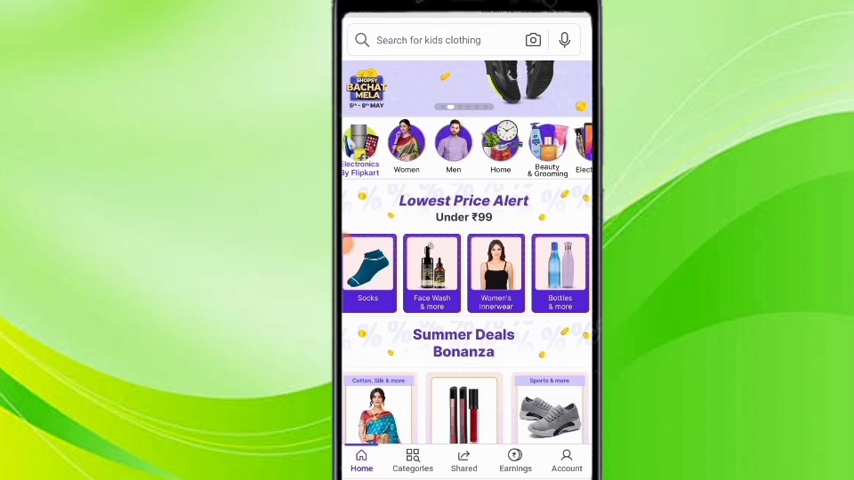 Search for kids clothing
SHOPSY
BACHAT
MELA
5th - 8th MAY
Electronics
By Flipkart
Women
Men
Home
Beauty
& Grooming
Elect
Lowest Price Alert
Under ₹99
Socks
Face Wash
& more
Women's
Innerwear
Bottles
& more
Summer Deals
Bonanza
Cotton, Silk & more
Sports & more
Home
Categories
Shared
Earnings
Account